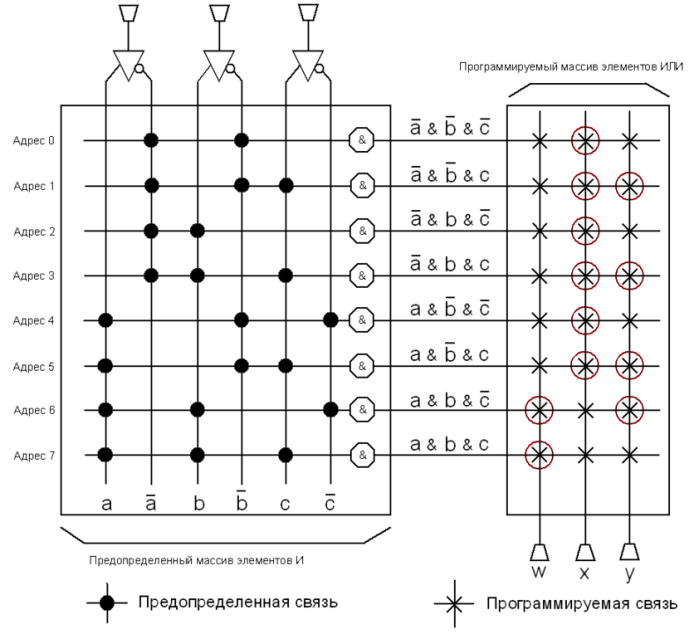 Программируемый массив элементов ИЛИ
Адрес 0 & a̅ & b̅ & c̅
Адрес 1 & a̅ & b̅ & c
Адрес 2 & a̅ & b & c̅
Адрес 3 & a̅ & b & c
Адрес 4 & a & b̅ & c̅
Адрес 5 & a & b̅ & c
Адрес 6 & a & b & c̅
Адрес 7 & a & b & c
a a̅ b b̅ c c̅
Предопределенный массив элементов И
w x y
Предопределенная связь
Программируемая связь